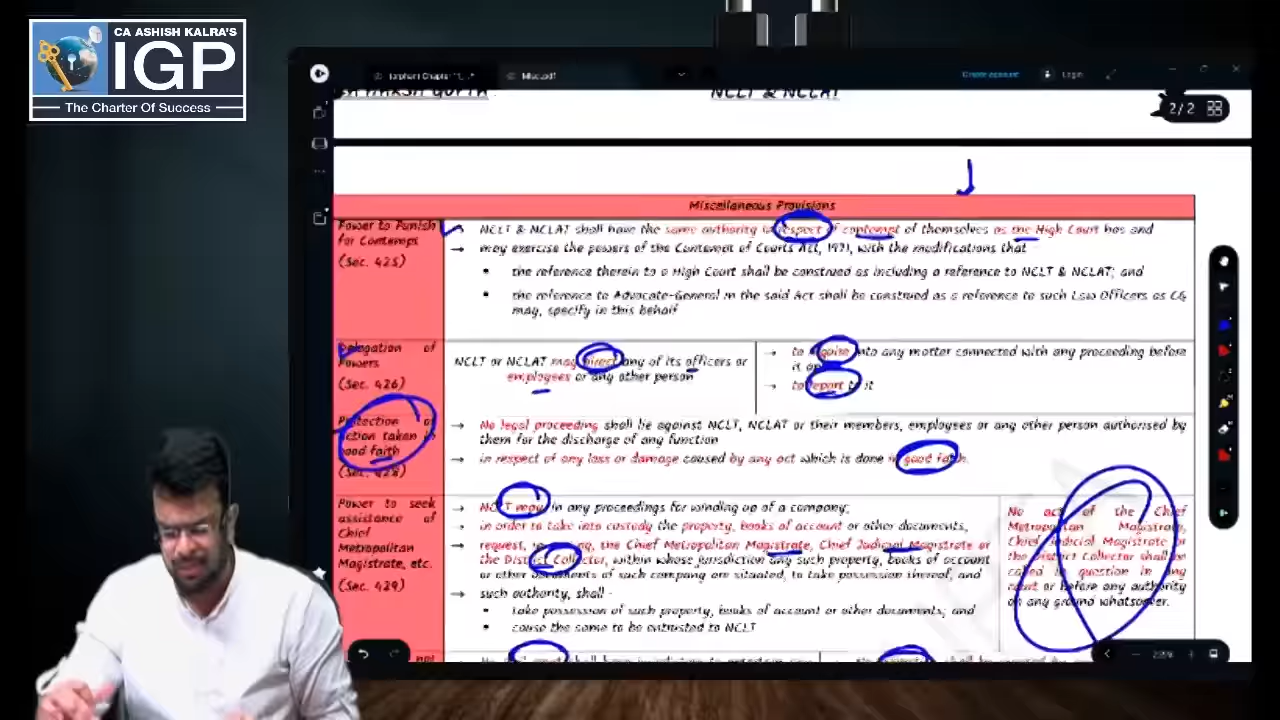 CA ASHISH KALRA'S
IGP
The Charter Of Success
Misc.pdf
Create account
Login
NCLT & NCLAT
2/2
Miscellaneous Provisions
Power to Punish
for Contempt
(Sec. 425)
→ NCLT & NCLAT shall have the same authority in respect of contempt of themselves as the High Court has and
→ may exercise the powers of the Contempt of Courts Act, 1971, with the modifications that
• the reference therein to a High Court shall be construed as including a reference to NCLT & NCLAT; and
• the reference to Advocate-General in the said Act shall be construed as a reference to such Law Officers as CG
may, specify in this behalf
Delegation of
Powers
(Sec. 426)
NCLT or NCLAT may direct any of its officers or
employees or any other person
→ to inquire into any matter connected with any proceeding before
it or
→ to report to it
Protection of
action taken in
good faith
(Sec. 428)
→ No legal proceeding shall lie against NCLT, NCLAT or their members, employees or any other person authorised by
them for the discharge of any function
→ in respect of any loss or damage caused by any act which is done in good faith.
Power to seek
assistance of
Chief
Metropolitan
Magistrate, etc.
(Sec. 429)
→ NCLT may, in any proceedings for winding up of a company,
→ in order to take into custody the property, books of account or other documents,
→ request, the Chief Metropolitan Magistrate, Chief Judicial Magistrate or
the District Collector, within whose jurisdiction any such property, books of account
or other documents of such company are situated, to take possession thereof, and
→ such authority, shall -
• take possession of such property, books of account or other documents; and
• cause the same to be entrusted to NCLT
No act of the Chief
Metropolitan Magistrate,
Chief Judicial Magistrate or
the District Collector shall be
called in question in any
court or before any authority
on any ground whatsoever.